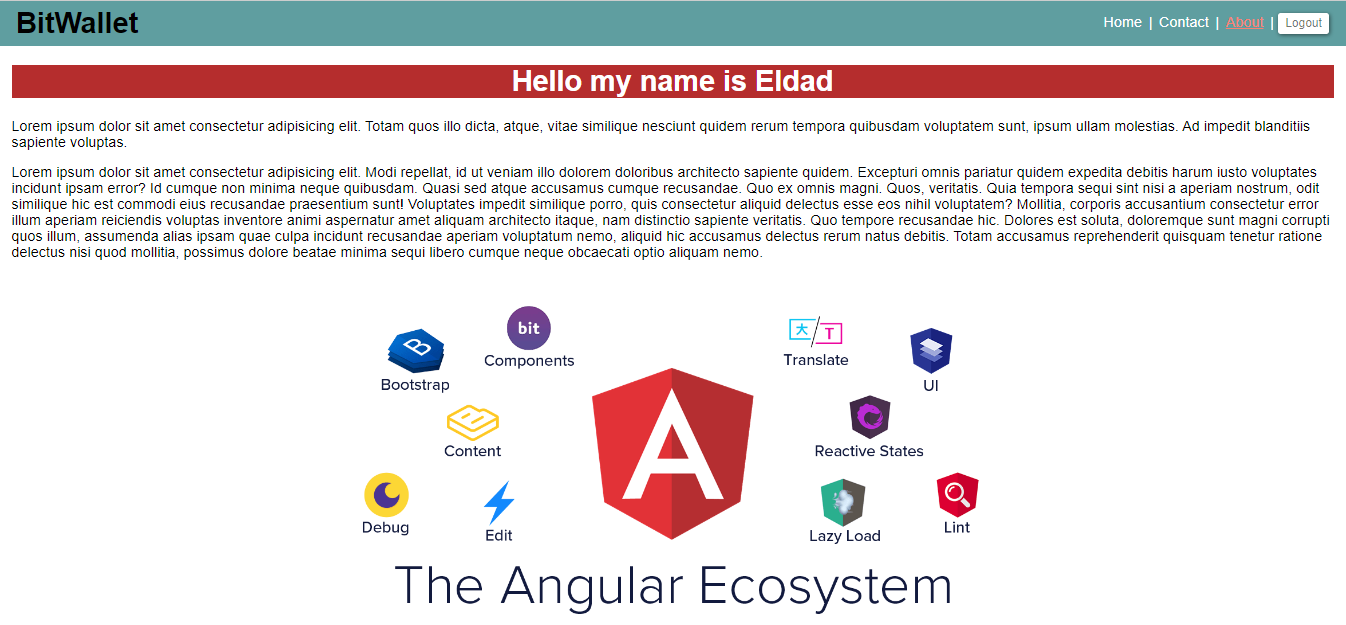 BitWallet
Home | Contact | About | Logout
Hello my name is Eldad
Lorem ipsum dolor sit amet consectetur adipisicing elit. Totam quos illo dicta, atque, vitae similique nesciunt quidem rerum tempora quibusdam voluptatem sunt, ipsum ullam molestias. Ad impedit blanditiis
sapiente voluptas.
Lorem ipsum dolor sit amet consectetur adipisicing elit. Modi repellat, id ut veniam illo dolorem doloribus architecto sapiente quidem. Excepturi omnis pariatur quidem expedita debitis harum iusto voluptates
incidunt ipsam error? Id cumque non minima neque quibusdam. Quasi sed atque accusamus cumque recusandae. Quo ex omnis magni. Quos, veritatis. Quia tempora sequi sint nisi a aperiam nostrum, odit
similique hic est commodi eius recusandae praesentium sunt! Voluptates impedit similique porro, quis consectetur aliquid delectus esse eos nihil voluptatem? Mollitia, corporis accusantium consectetur error
illum aperiam reiciendis voluptas inventore animi aspernatur amet aliquam architecto itaque, nam distinctio sapiente veritatis. Quo tempore recusandae hic. Dolores est soluta, doloremque sunt magni corrupti
quos illum, assumenda alias ipsam quae culpa incidunt recusandae aperiam voluptatum nemo, aliquid hic accusamus delectus rerum natus debitis. Totam accusamus reprehenderit quisquam tenetur ratione
delectus nisi quod mollitia, possimus dolore beatae minima sequi libero cumque neque obcaecati optio aliquam nemo.
B
Bootstrap
bit
Components
大 T
Translate
UI
Content
A
Reactive States
Debug
Edit
Lazy Load
Lint
The Angular Ecosystem